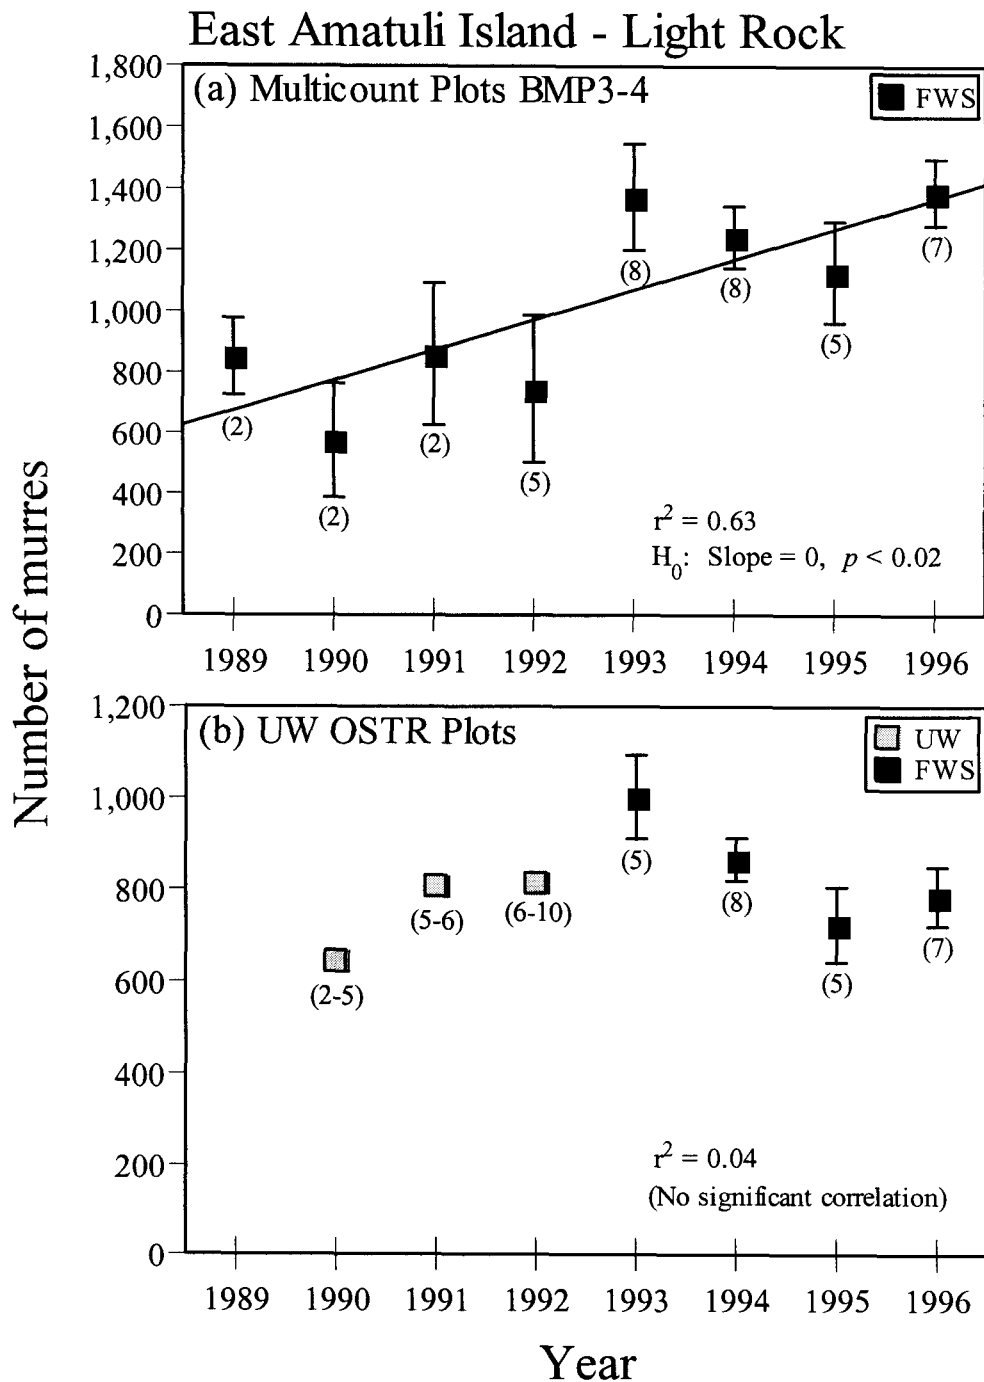 East Amatuli Island - Light Rock
(a) Multicount Plots BMP3-4
FWS
1,800
1,600
1,400
1,200
1,000
800
600
400
200
0
(2)
(2)
(2)
(5)
(8)
(8)
(5)
(7)
r² = 0.63
H₀: Slope = 0, p < 0.02
1989 1990 1991 1992 1993 1994 1995 1996
Number of murres
(b) UW OSTR Plots
UW
FWS
1,200
1,000
800
600
400
200
0
(2-5)
(5-6)
(6-10)
(5)
(8)
(5)
(7)
r² = 0.04
(No significant correlation)
1989 1990 1991 1992 1993 1994 1995 1996
Year